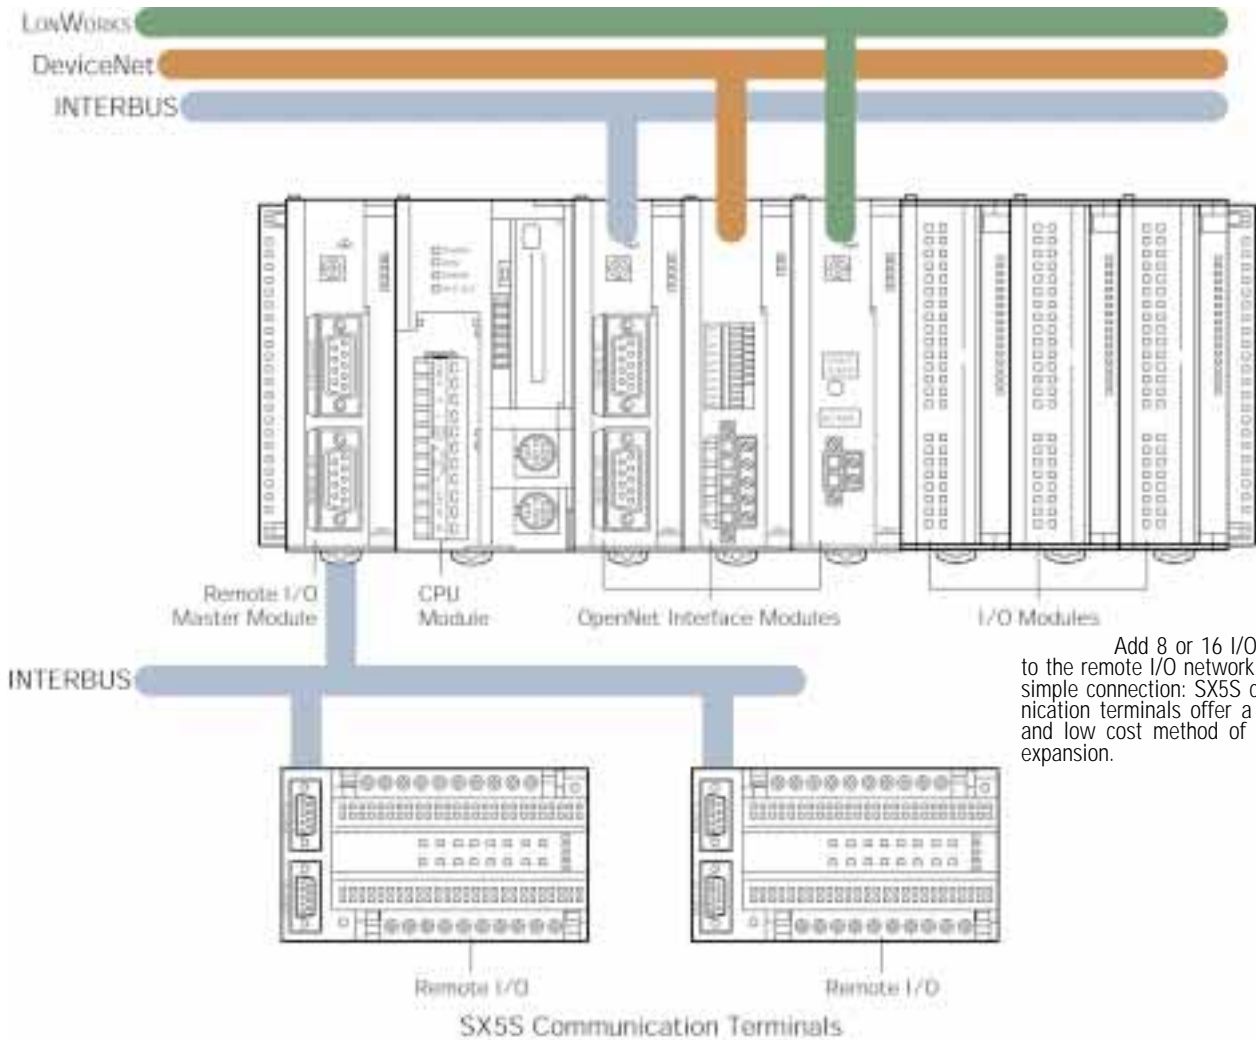 LONWORKS
DeviceNet
INTERBUS
Remote I/O
Master Module
CPU
Module
OpenNet Interface Modules
I/O Modules
Add 8 or 16 I/O
to the remote I/O network
simple connection: SX5S
nication terminals offer a
and low cost method of
expansion.
INTERBUS
Remote I/O
Remote I/O
SX5S Communication Terminals